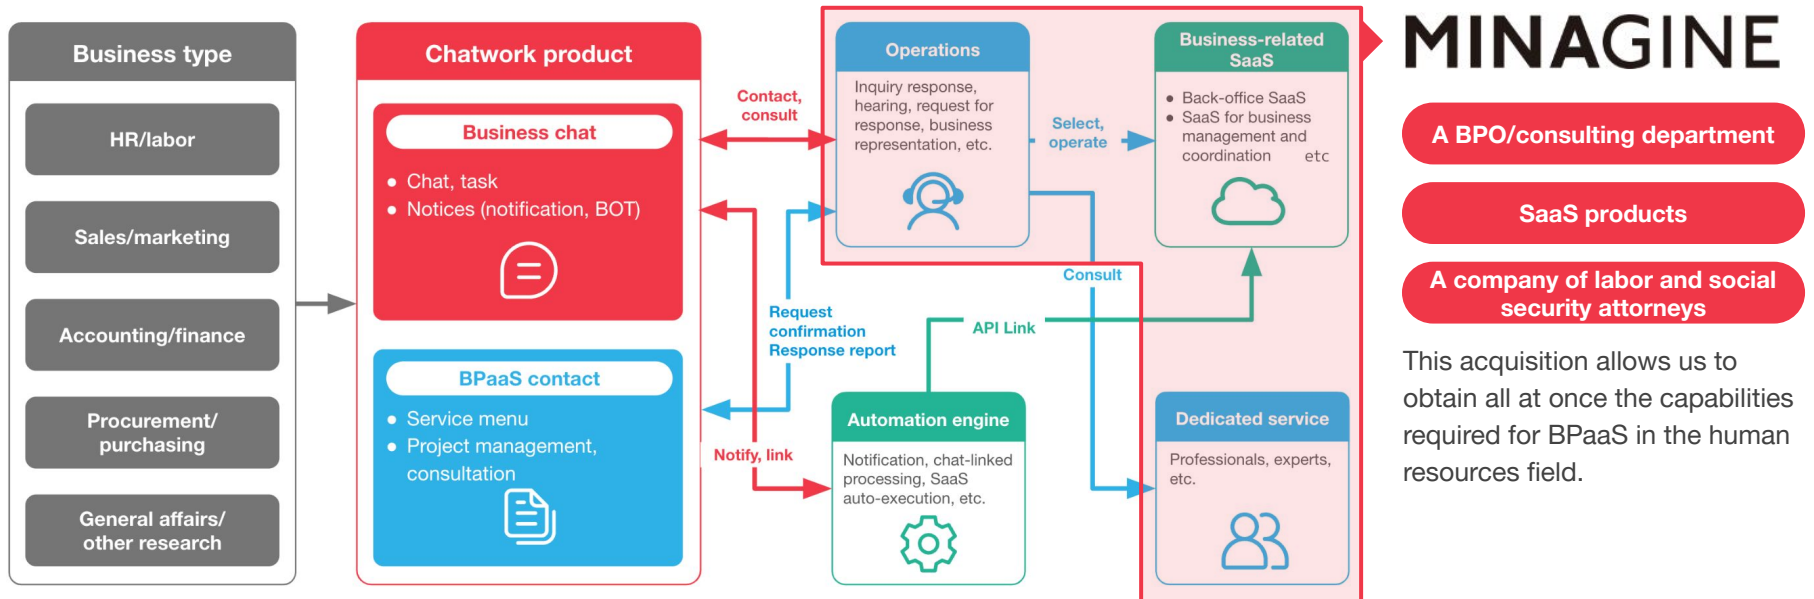 Business type
HR/labor
Sales/marketing
Accounting/finance
Procurement/
purchasing
General affairs/
other research
Chatwork product
Business chat
● Chat, task
● Notices (notification, BOT)
BPaaS contact
● Service menu
● Project management,
consultation
Contact,
consult
Request
confirmation
Response report
Notify, link
Operations
Inquiry response,
hearing, request for
response, business
representation, etc.
Select,
operate
Business-related
SaaS
● Back-office SaaS
● SaaS for business
management and
coordination etc
Consult
API Link
Automation engine
Notification, chat-linked
processing, SaaS
auto-execution, etc.
Dedicated service
Professionals, experts,
etc.
MINAGINE
A BPO/consulting department
SaaS products
A company of labor and social
security attorneys
This acquisition allows us to
obtain all at once the capabilities
required for BPaaS in the human
resources field.